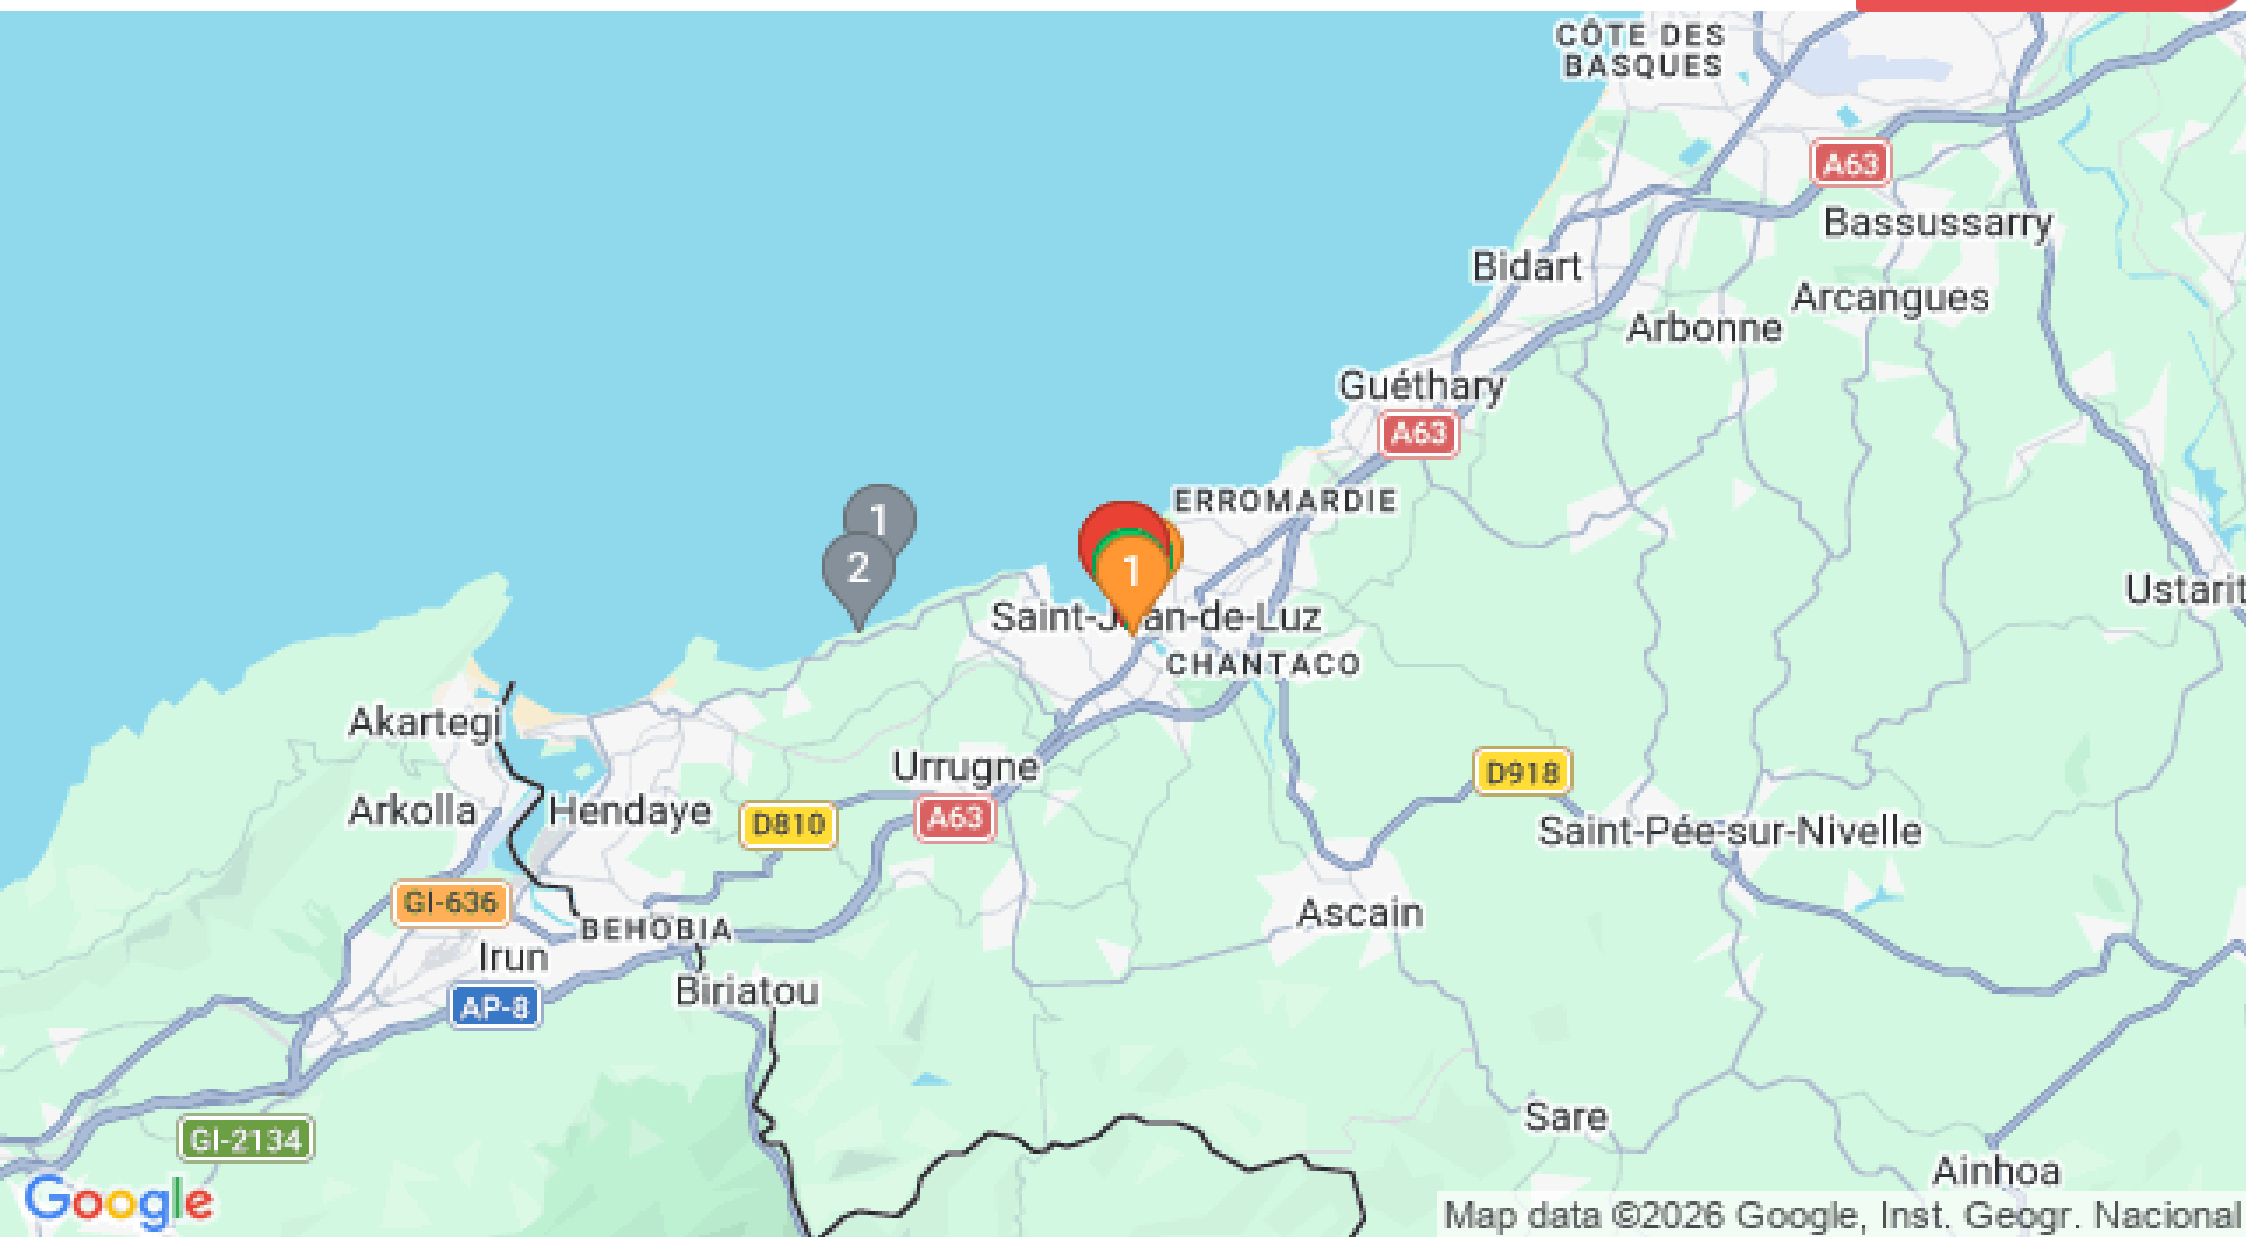 CÔTE DES
BASQUES
A63
Bassussarry
Bidart
Arcangues
Arbonne
Guéthary
A63
ERROMARDIE
1
2
1
Ustarit
Saint-J an-de-Luz
CHANTACO
Akartegi
Urrugne
D918
Arkolla
Hendaye
D810
A63
Saint-Pée-sur-Nivelle
GI-636
Ascain
BEHOBIA
Irun
Biriatou
AP-8
Sare
GI-2134
Ainhoa
Google
Map data ©2026 Google, Inst. Geogr. Nacional